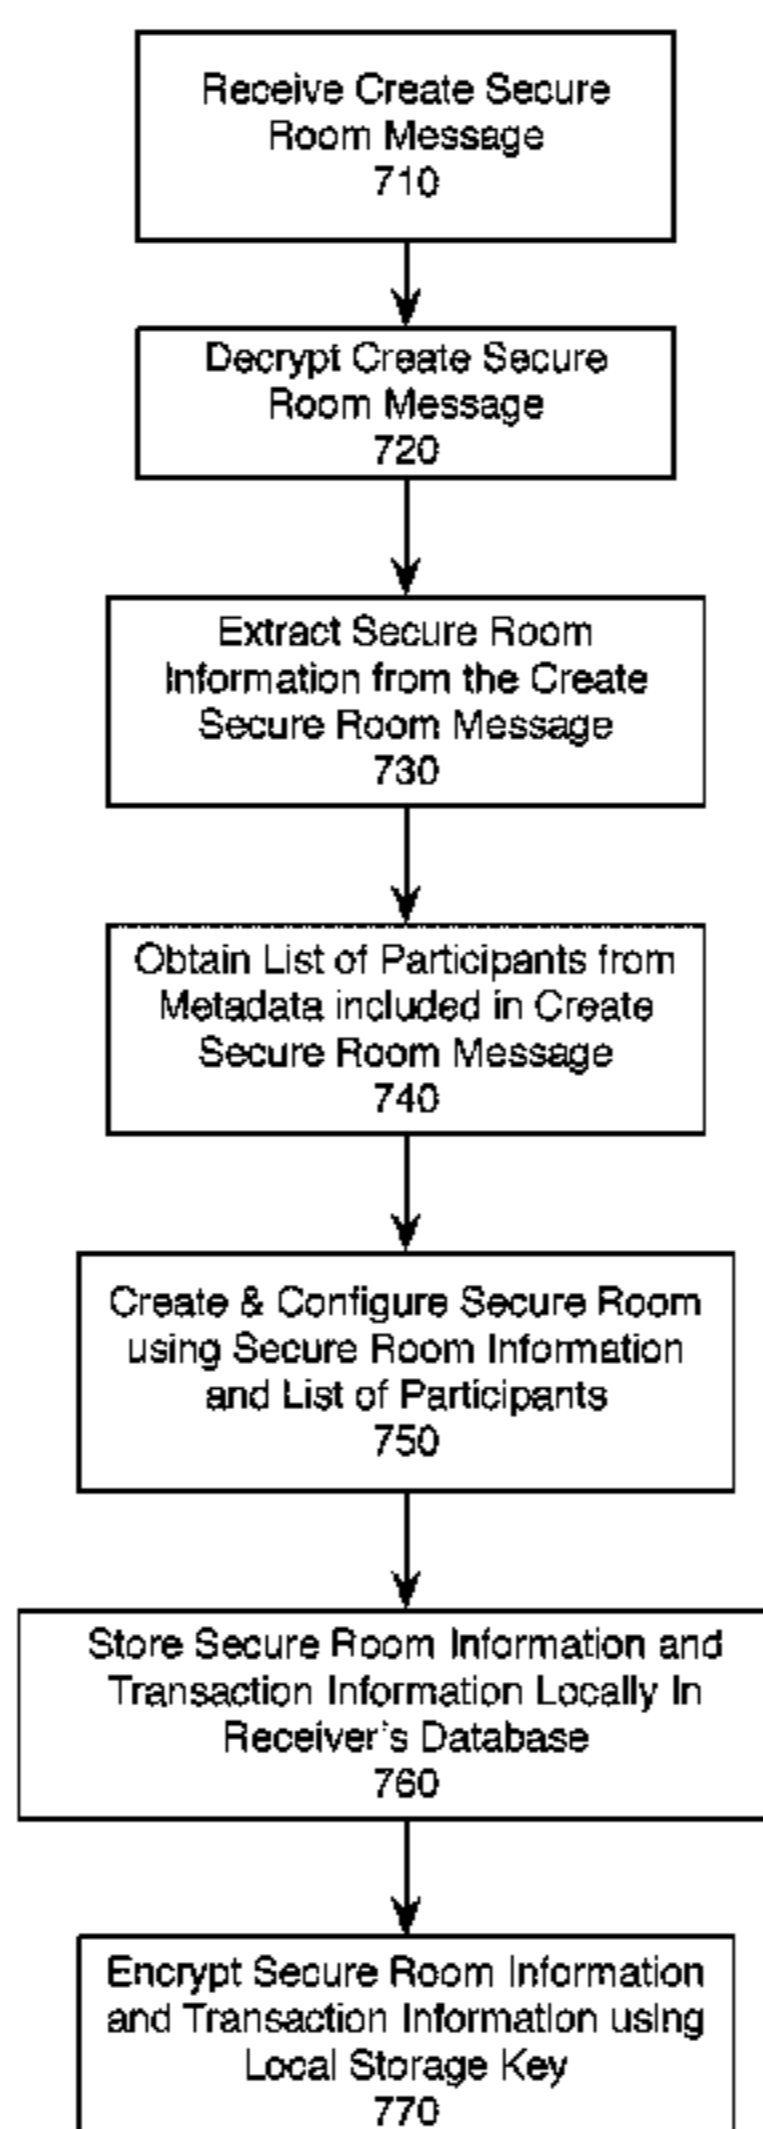 Receive Create Secure
Room Message
710
Decrypt Create Secure
Room Message
720
Extract Secure Room
Information from the Create
Secure Room Message
730
Obtain List of Participants from
Metadata included in Create
Secure Room Message
740
Create & Configure Secure Room
using Secure Room Information
and List of Participants
750
Store Secure Room Information and
Transaction Information Locally In
Receiver's Database
760
Encrypt Secure Room Information
and Transaction Information using
Local Storage Key
770